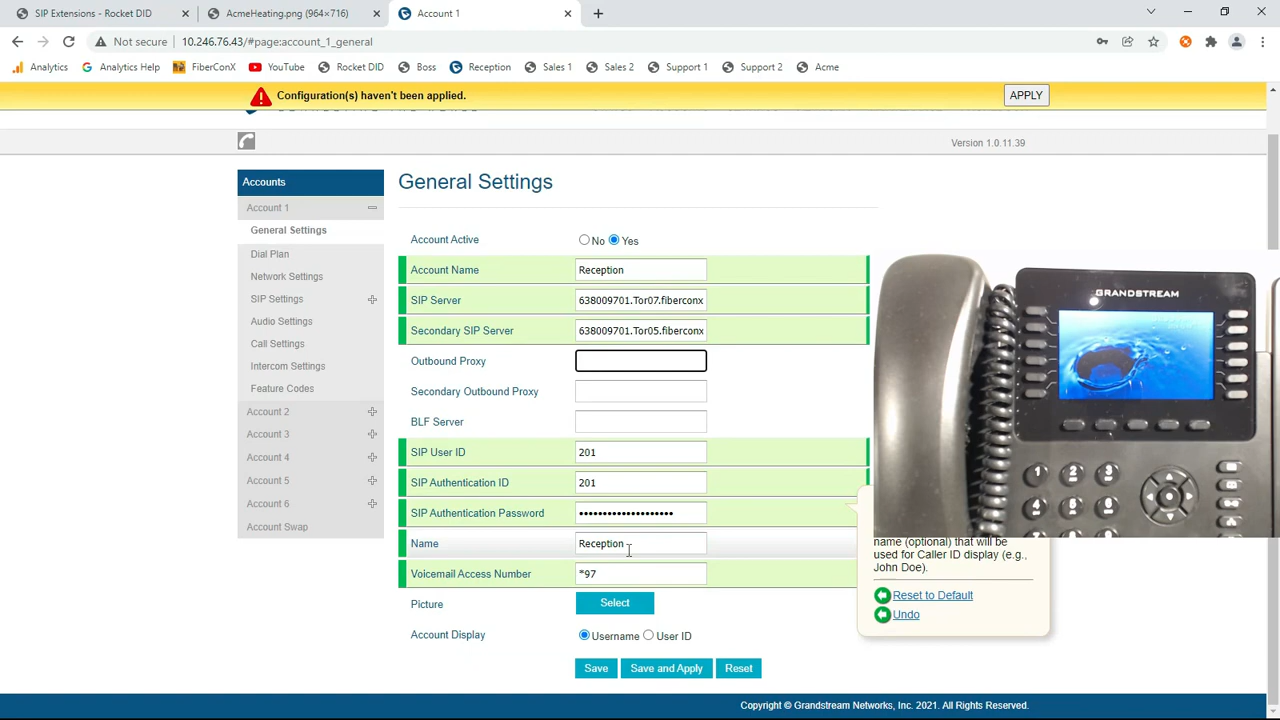 SIP Extensions - Rocket DID
AcmeHeating.png (964×716)
Account 1
Not secure 10.246.76.43/#page:account_1_general
Analytics Analytics Help FiberConX YouTube Rocket DID Boss Reception Sales 1 Sales 2 Support 1 Support 2 Acme
Configuration(s) haven't been applied. APPLY
Version 1.0.11.39
Accounts
Account 1
General Settings
Dial Plan
Network Settings
SIP Settings
Audio Settings
Call Settings
Intercom Settings
Feature Codes
Account 2
Account 3
Account 4
Account 5
Account 6
Account Swap
General Settings
Account Active No Yes
Account Name Reception
SIP Server 638009701.Tor07.fiberconx
Secondary SIP Server 638009701.Tor05.fiberconx
Outbound Proxy
Secondary Outbound Proxy
BLF Server
SIP User ID 201
SIP Authentication ID 201
SIP Authentication Password ••••••••••••••••••••
Name Reception
Voicemail Access Number *97
Picture Select
Account Display Username User ID
Save Save and Apply Reset
GRANDSTREAM
1 2 3
name (optional) that will be
used for Caller ID display (e.g.,
John Doe).
Reset to Default
Undo
Copyright © Grandstream Networks, Inc. 2021. All Rights Reserved.